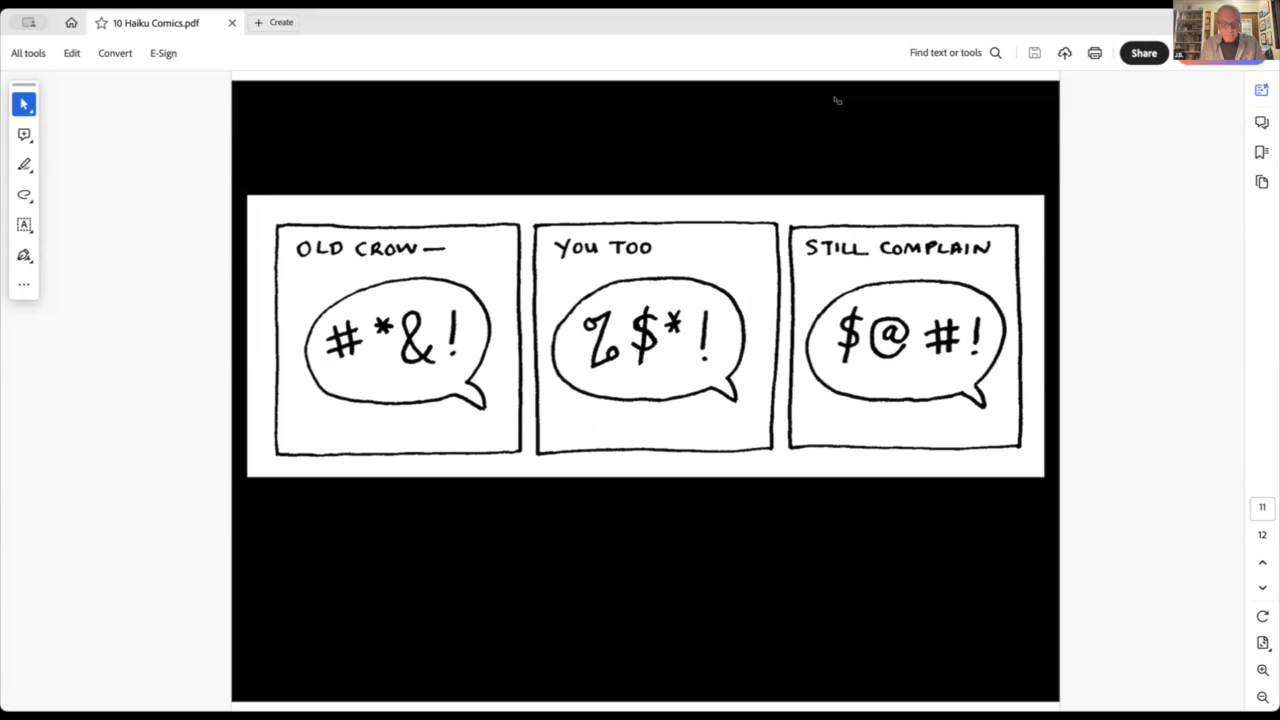 10 Haiku Comics.pdf
Create
All tools
Edit
Convert
E-Sign
Find text or tools
Share
OLD CROW—
#*&!
YOU TOO
%$*!
STILL COMPLAIN
$@#!
11
12